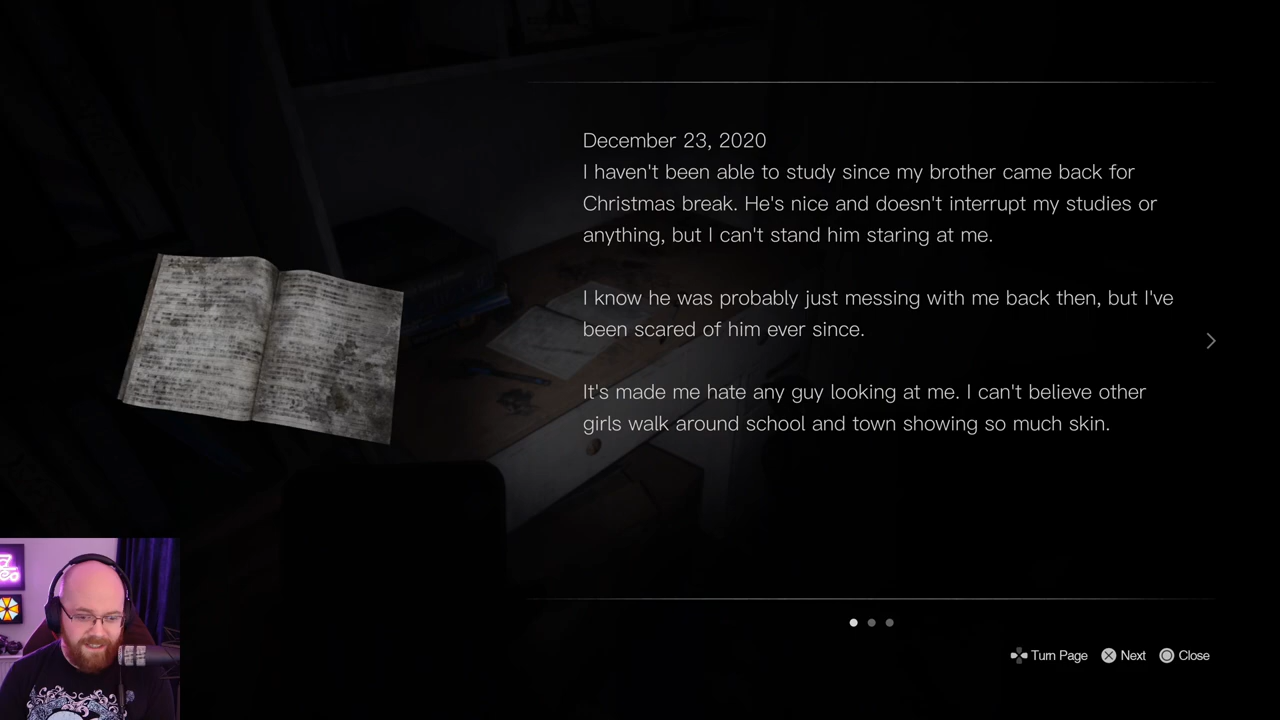 December 23, 2020
I haven't been able to study since my brother came back for
Christmas break. He's nice and doesn't interrupt my studies or
anything, but I can't stand him staring at me.
I know he was probably just messing with me back then, but I've
been scared of him ever since.
It's made me hate any guy looking at me. I can't believe other
girls walk around school and town showing so much skin.
Turn Page Next Close